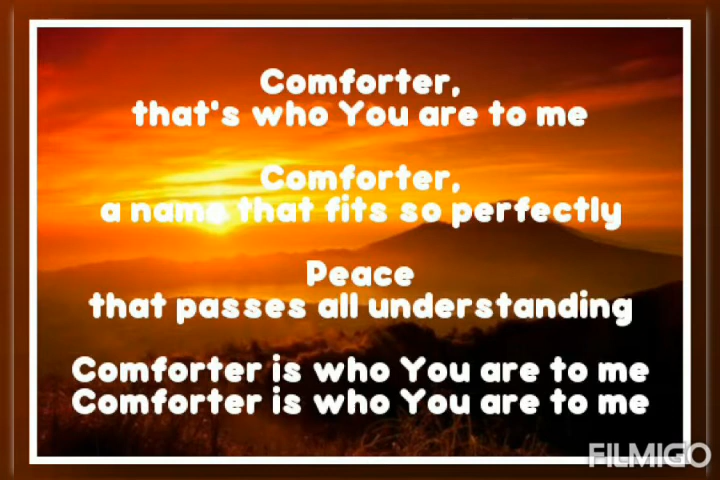 Comforter,
that's who You are to me
Comforter,
a name that fits so perfectly
Peace
that passes all understanding
Comforter is who You are to me
Comforter is who You are to me
FILMIGO